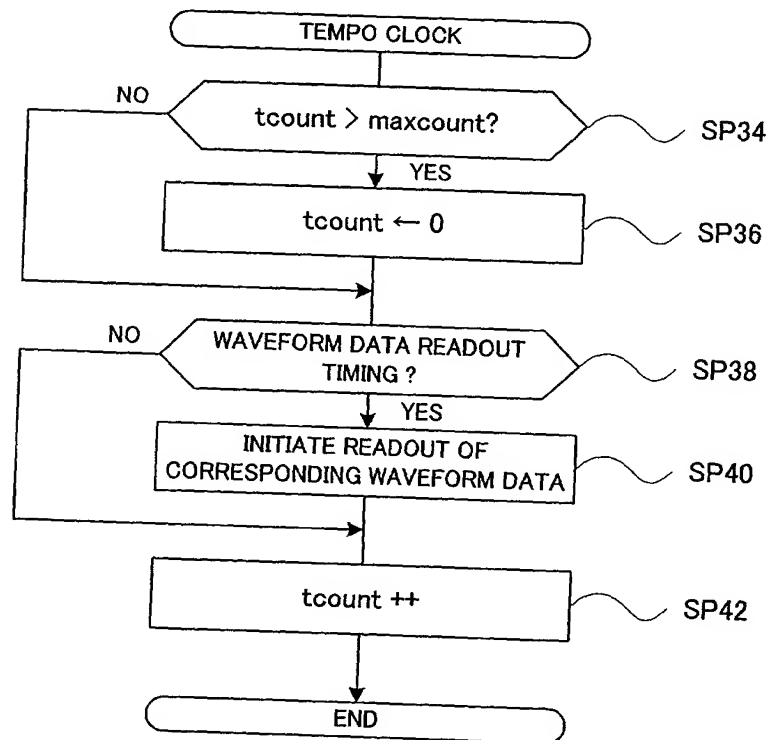 TEMPO CLOCK
NO
tcount > maxcount?
SP34
YES
tcount ← 0
SP36
NO
WAVEFORM DATA READOUT
TIMING ?
SP38
YES
INITIATE READOUT OF
CORRESPONDING WAVEFORM DATA
SP40
tcount ++
SP42
END